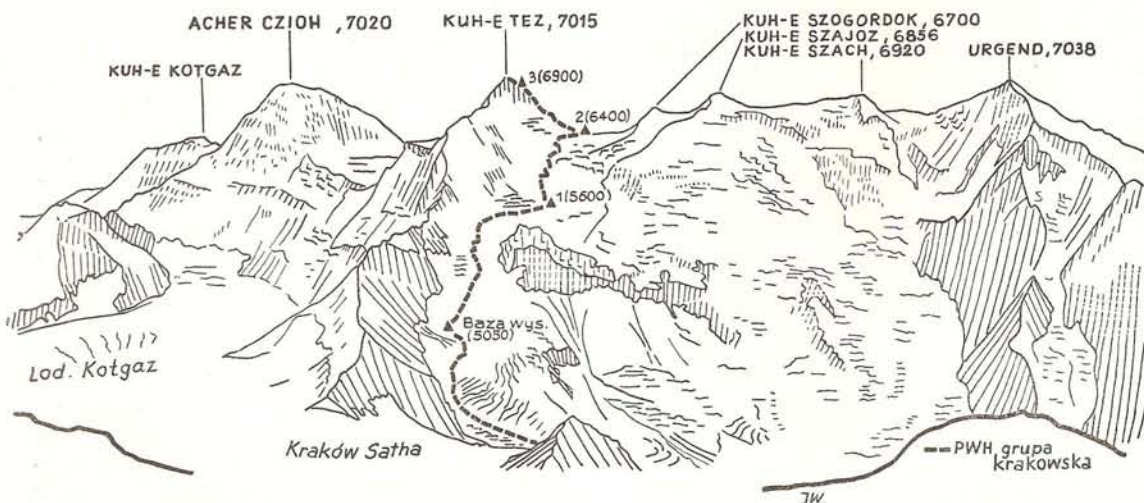 ACHER CZIOH, 7020
KUH-E TEZ, 7015
KUH-E SZOGORDOK, 6700
KUH-E SZAJOZ, 6856
KUH-E SZACH, 6920
URGEND, 7038
KUH-E KOTGAZ
3(6900)
2(6400)
1(5600)
Baza wys.
(5050)
Lod. Kotgaz
Kraków Satha
PWH grupa
krakowska
JW